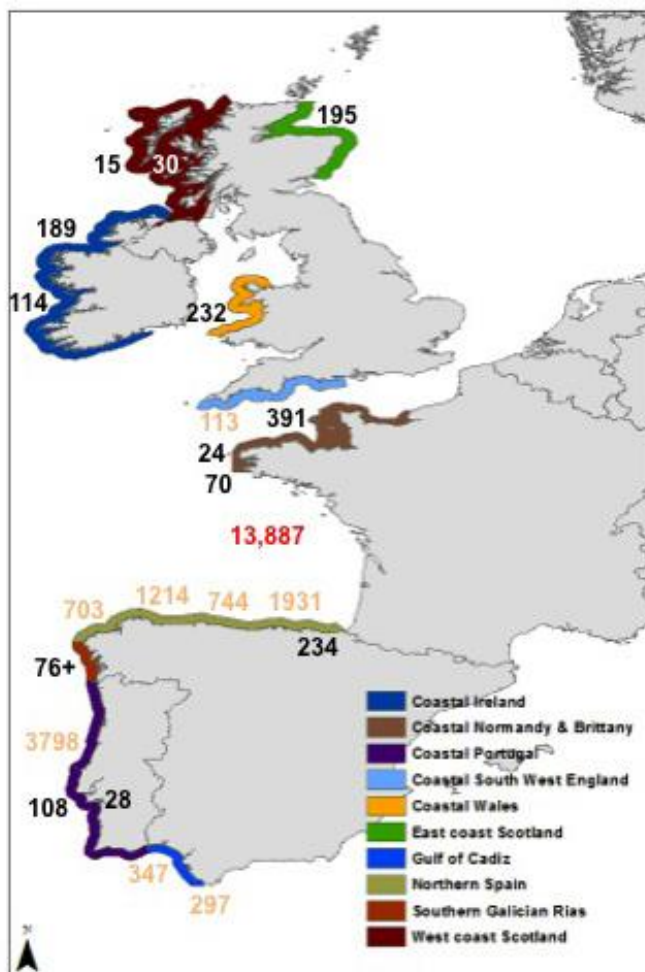 195
15
30
189
114
232
113
391
24
70
13,887
703
1214
744
1931
234
76+
3798
108
28
347
297
Coastal Ireland
Coastal Normandy & Brittany
Coastal Portugal
Coastal South West England
Coastal Wales
East coast Scotland
Gulf of Cadiz
Northern Spain
Southern Galician Rias
West coast Scotland